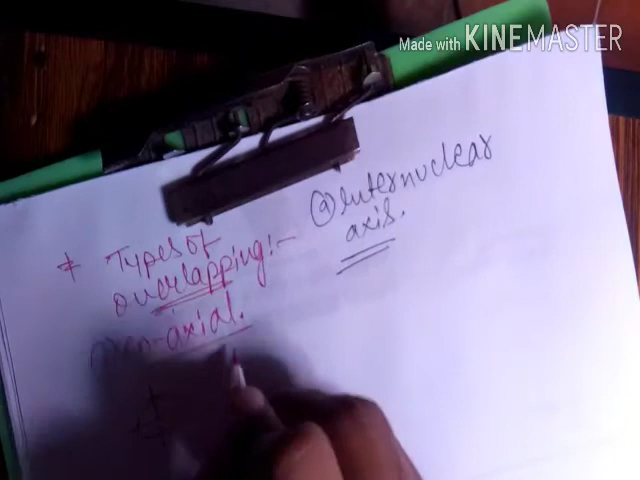 Made with KINEMASTER
@ Internuclear
axis.
* Types of
overlapping:-
co-axial.